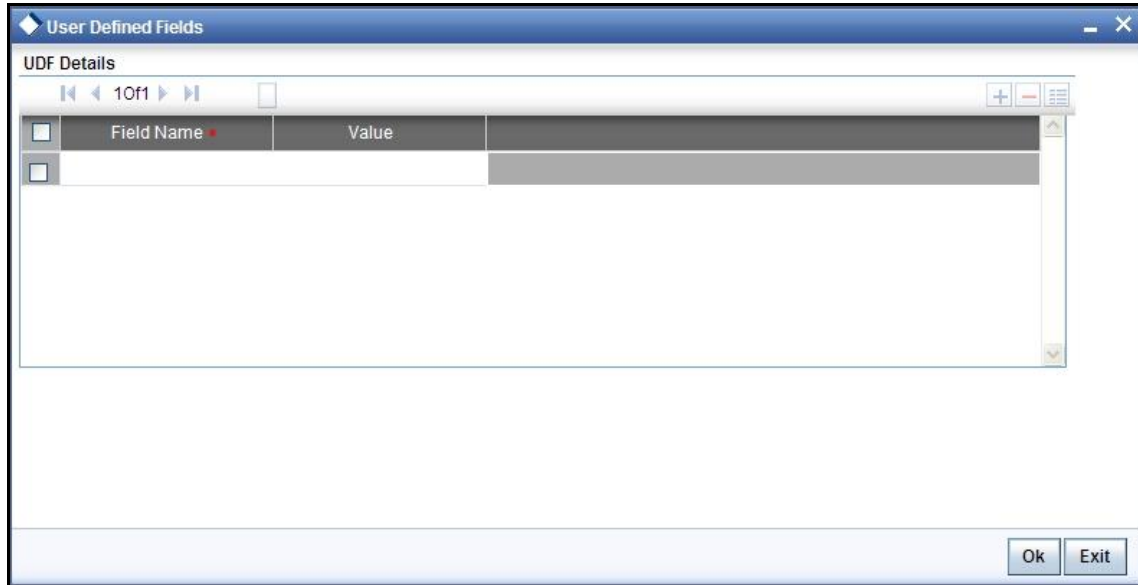 User Defined Fields
UDF Details
1Of1
Field Name * Value
Ok Exit